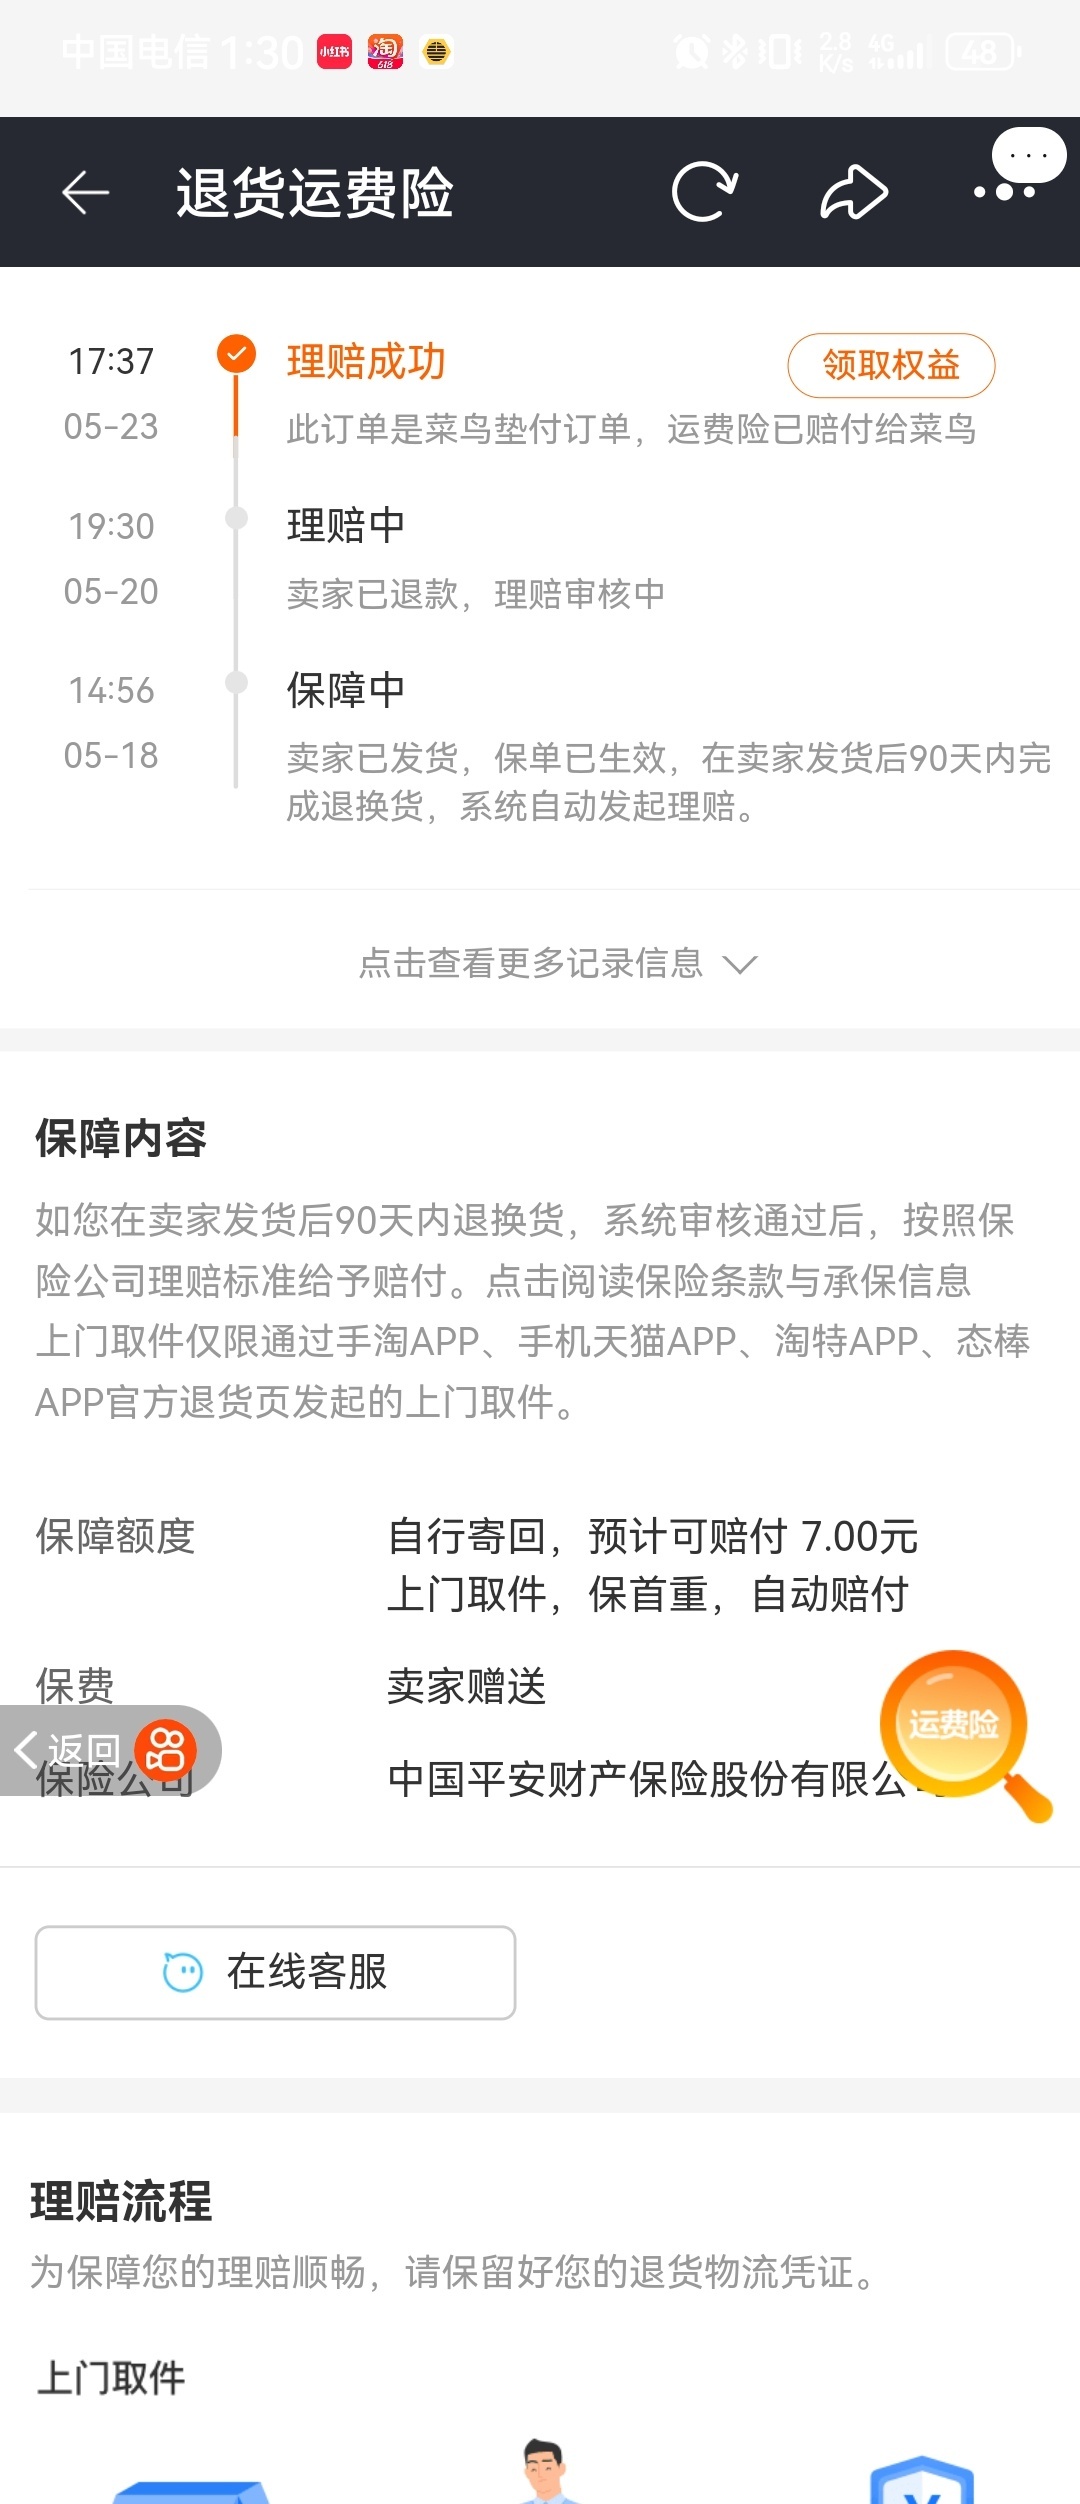 中国电信 1:30
小红书
淘
618
2.8
K/s
4G
48
退货运费险
17:37
理赔成功
领取权益
05-23
此订单是菜鸟垫付订单，运费险已赔付给菜鸟
19:30
理赔中
05-20
卖家已退款，理赔审核中
14:56
保障中
05-18
卖家已发货，保单已生效，在卖家发货后90天内完
成退换货，系统自动发起理赔。
点击查看更多记录信息
保障内容
如您在卖家发货后90天内退换货，系统审核通过后，按照保
险公司理赔标准给予赔付。点击阅读保险条款与承保信息
上门取件仅限通过手淘APP、手机天猫APP、淘特APP、态棒
APP官方退货页发起的上门取件。
保障额度
自行寄回，预计可赔付 7.00元
上门取件，保首重，自动赔付
保费
卖家赠送
运费险
返回
保险公司
中国平安财产保险股份有限公司
在线客服
理赔流程
为保障您的理赔顺畅，请保留好您的退货物流凭证。
上门取件